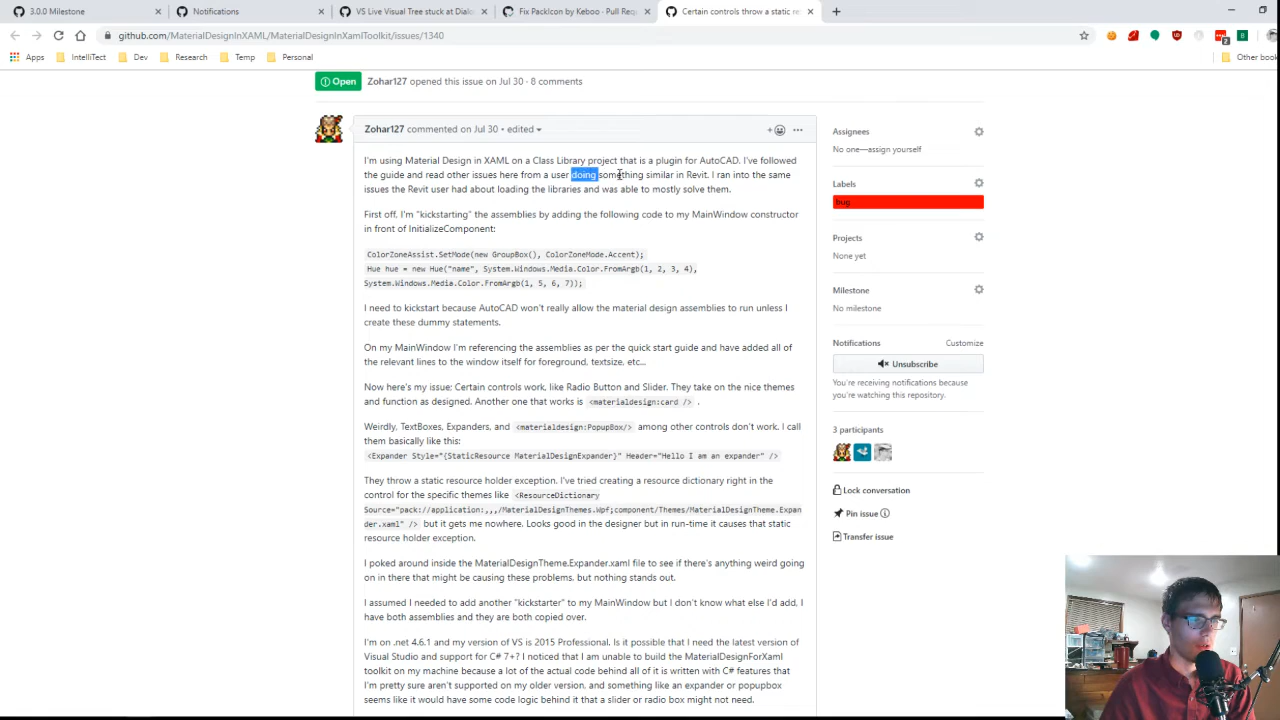 3.0.0 Milestone
Notifications
VS Live Visual Tree stuck at Dialo
Fix PackIcon by Keboo · Pull Requ
Certain controls throw a static re
github.com/MaterialDesignInXAML/MaterialDesignInXamlToolkit/issues/1340
Apps IntelliTect Dev Research Temp Personal Other book
Open Zohar127 opened this issue on Jul 30 · 8 comments
Zohar127 commented on Jul 30 • edited
I'm using Material Design in XAML on a Class Library project that is a plugin for AutoCAD. I've followed
the guide and read other issues here from a user doing something similar in Revit. I ran into the same
issues the Revit user had about loading the libraries and was able to mostly solve them.
First off, I'm "kickstarting" the assemblies by adding the following code to my MainWindow constructor
in front of InitializeComponent:
ColorZoneAssist.SetMode(new GroupBox(), ColorZoneMode.Accent);
Hue hue = new Hue("name", System.Windows.Media.Color.FromArgb(1, 2, 3, 4),
System.Windows.Media.Color.FromArgb(1, 5, 6, 7));
I need to kickstart because AutoCAD won't really allow the material design assemblies to run unless I
create these dummy statements.
On my MainWindow I'm referencing the assemblies as per the quick start guide and have added all of
the relevant lines to the window itself for foreground, textsize, etc...
Now here's my issue: Certain controls work, like Radio Button and Slider. They take on the nice themes
and function as designed. Another one that works is <materialdesign:card /> .
Weirdly, TextBoxes, Expanders, and <materialdesign:PopupBox/> among other controls don't work. I call
them basically like this:
<Expander Style="{StaticResource MaterialDesignExpander}" Header="Hello I am an expander" />
They throw a static resource holder exception. I've tried creating a resource dictionary right in the
control for the specific themes like <ResourceDictionary
Source="pack://application:,,,/MaterialDesignThemes.Wpf;component/Themes/MaterialDesignTheme.Expan
der.xaml" /> but it gets me nowhere. Looks good in the designer but in run-time it causes that static
resource holder exception.
I poked around inside the MaterialDesignTheme.Expander.xaml file to see if there's anything weird going
on in there that might be causing these problems, but nothing stands out.
I assumed I needed to add another "kickstarter" to my MainWindow but I don't know what else I'd add. I
have both assemblies and they are both copied over.
I'm on .net 4.6.1 and my version of VS is 2015 Professional. Is it possible that I need the latest version of
Visual Studio and support for C# 7+? I noticed that I am unable to build the MaterialDesignForXaml
toolkit on my machine because a lot of the actual code behind all of it is written with C# features that
I'm pretty sure aren't supported on my older version, and something like an expander or popupbox
seems like it would have some code logic behind it that a slider or radio box might not need.
Assignees
No one—assign yourself
Labels
bug
Projects
None yet
Milestone
No milestone
Notifications Customize
Unsubscribe
You're receiving notifications because
you're watching this repository.
3 participants
Lock conversation
Pin issue
Transfer issue